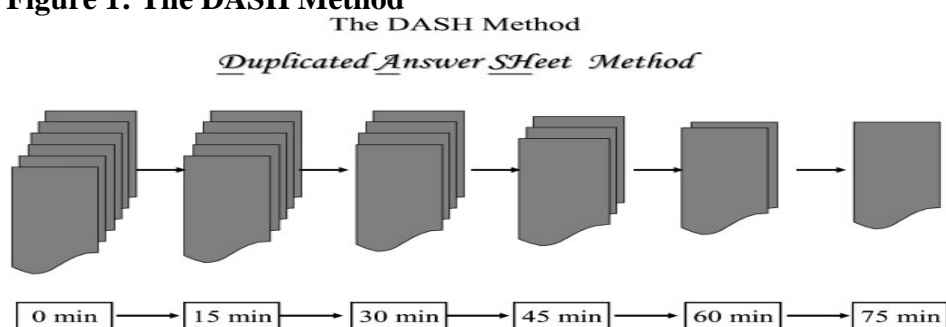 Figure 1: The DASH Method
The DASH Method
Duplicated Answer SHeet Method
0 min 15 min 30 min 45 min 60 min 75 min